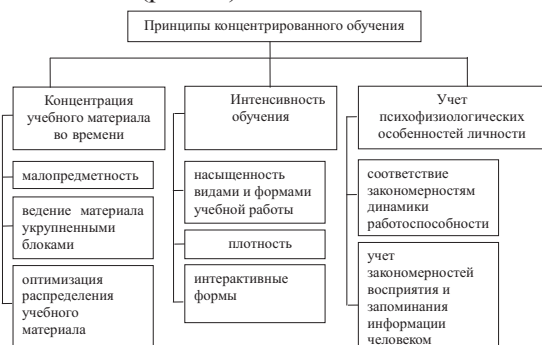 Принципы концентрированного обучения
Концентрация
учебного материала
во времени
малопредметность
ведение материала
укрупненными
блоками
оптимизация
распределения
учебного
материала
Интенсивность
обучения
насыщенность
видами и формами
учебной работы
плотность
интерактивные
формы
Учет
психофизиологических
особенностей личности
соответствие
закономерностям
динамики
работоспособности
учет
закономерностей
восприятия и
запоминания
информации
человеком